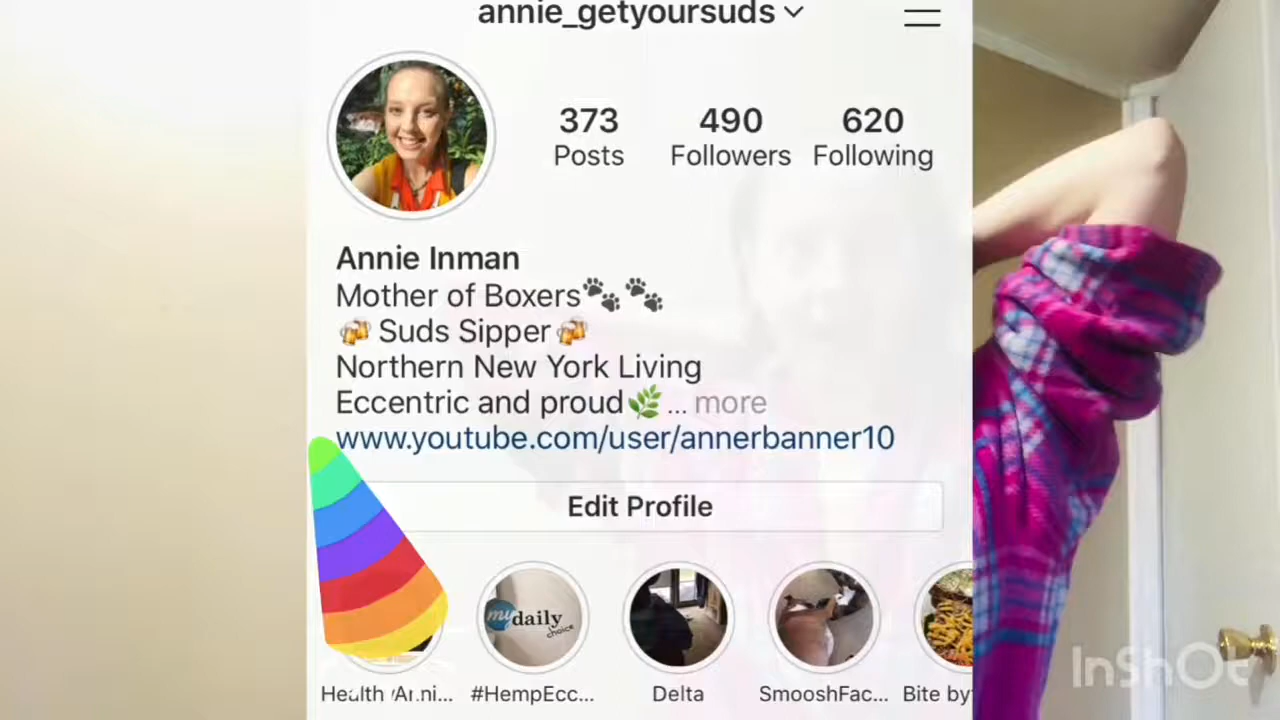 annie_getyoursuds
373 490 620
Posts Followers Following
Annie Inman
Mother of Boxers🐾🐾
🍻 Suds Sipper🍻
Northern New York Living
Eccentric and proud🌿... more
www.youtube.com/user/annerbanner10
Edit Profile
my daily choice
#HempEcc... Delta SmooshFac... Bite by
InShOt